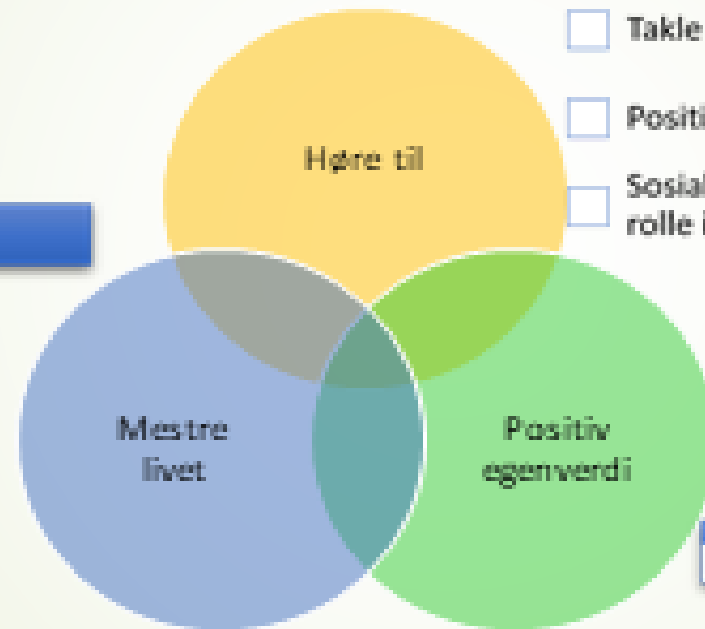 Takle
Positi
Sosial
rolle i
Høre til
Mestre
livet
Positiv
egenverdi